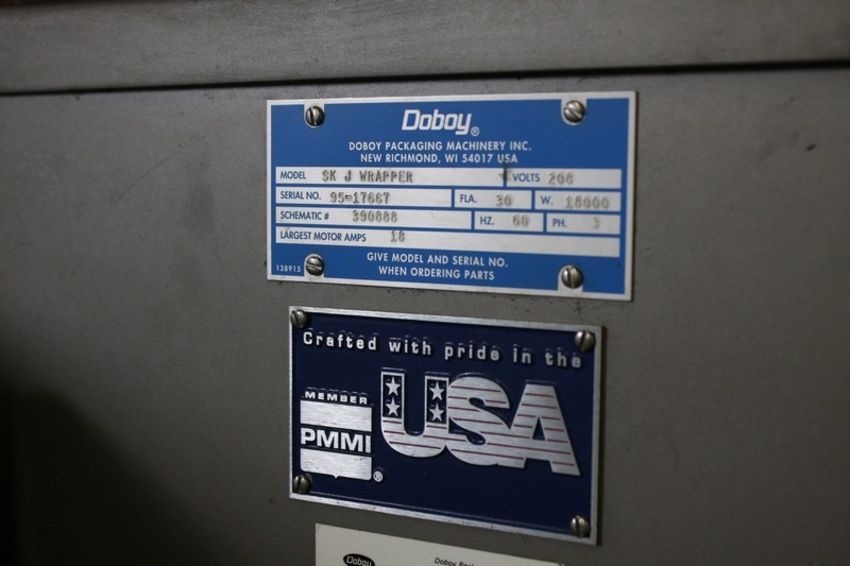 Doboy®
DOBOY PACKAGING MACHINERY INC.
NEW RICHMOND, WI 54017 USA
MODEL SK J WRAPPER VOLTS 208
SERIAL NO. 95-17667 FLA. 30 W. 18000
SCHEMATIC # 390888 HZ. 60 PH. 3
LARGEST MOTOR AMPS 18
GIVE MODEL AND SERIAL NO.
WHEN ORDERING PARTS
138915
Crafted with pride in the
USA
MEMBER
PMMI®
Doboy Doboy